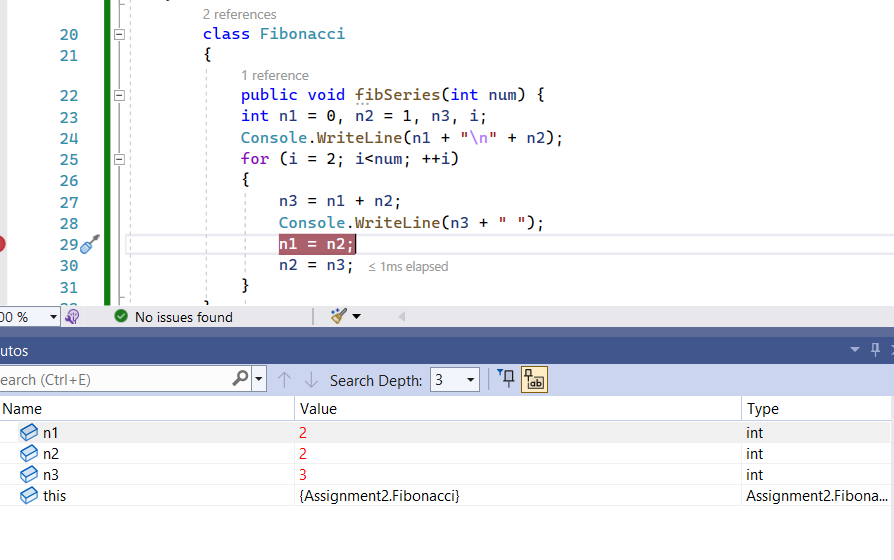 2 references
20 class Fibonacci
21 {
1 reference
22 public void fibSeries(int num) {
23 int n1 = 0, n2 = 1, n3, i;
24 Console.WriteLine(n1 + "\n" + n2);
25 for (i = 2; i<num; ++i)
26 {
27 n3 = n1 + n2;
28 Console.WriteLine(n3 + " ");
29 n1 = n2;
30 n2 = n3; ≤ 1ms elapsed
31 }
00 % No issues found
utos
earch (Ctrl+E) Search Depth: 3
Name Value Type
n1 2 int
n2 2 int
n3 3 int
this {Assignment2.Fibonacci} Assignment2.Fibona...